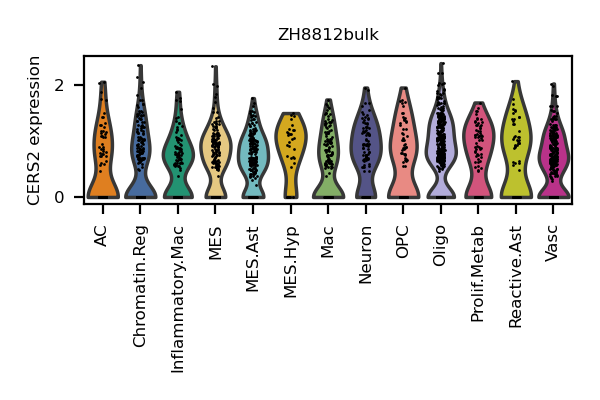 ZH8812bulk
CERS2 expression
2
0
AC
Chromatin.Reg
Inflammatory.Mac
MES
MES.Ast
MES.Hyp
Mac
Neuron
OPC
Oligo
Prolif.Metab
Reactive.Ast
Vasc